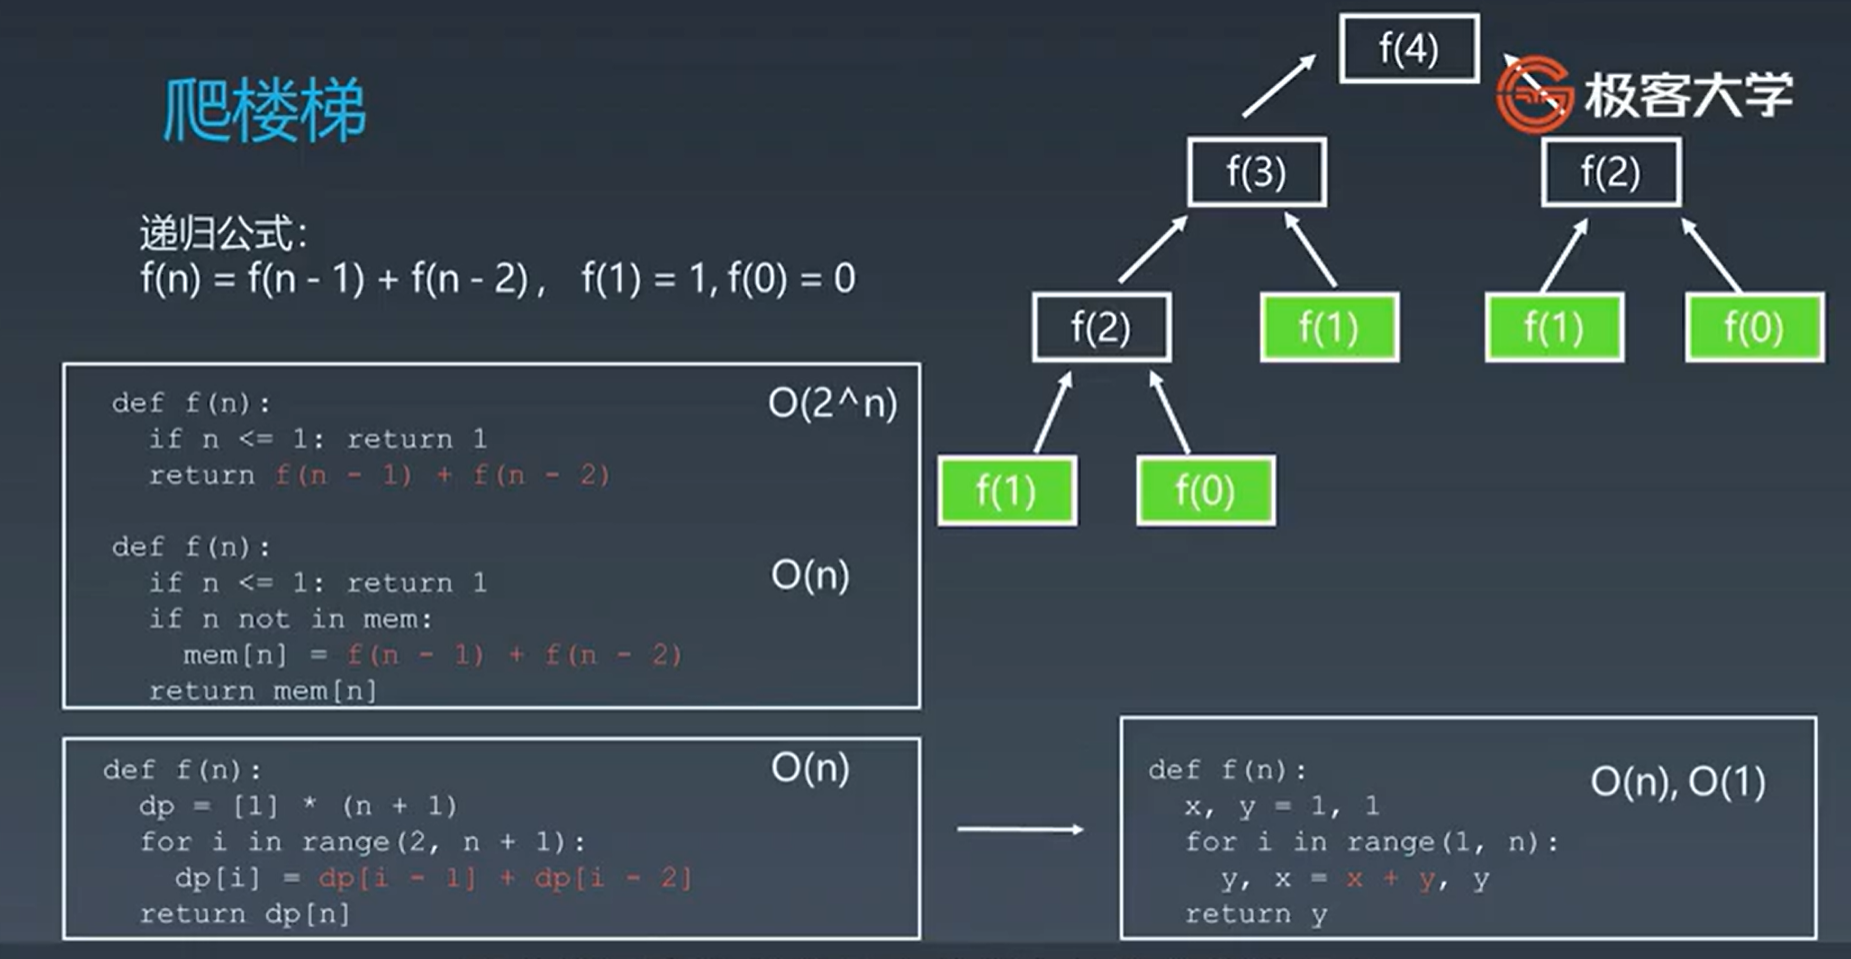 爬楼梯
极客大学
递归公式：
f(n) = f(n - 1) + f(n - 2)， f(1) = 1, f(0) = 0
def f(n):
if n <= 1: return 1
return f(n - 1) + f(n - 2)
O(2^n)
def f(n):
if n <= 1: return 1
if n not in mem:
mem[n] = f(n - 1) + f(n - 2)
return mem[n]
O(n)
def f(n):
dp = [1] * (n + 1)
for i in range(2, n + 1):
dp[i] = dp[i - 1] + dp[i - 2]
return dp[n]
O(n)
def f(n):
x, y = 1, 1
for i in range(1, n):
y, x = x + y, y
return y
O(n), O(1)
f(4)
f(3)
f(2)
f(2)
f(1)
f(1)
f(0)
f(1)
f(0)